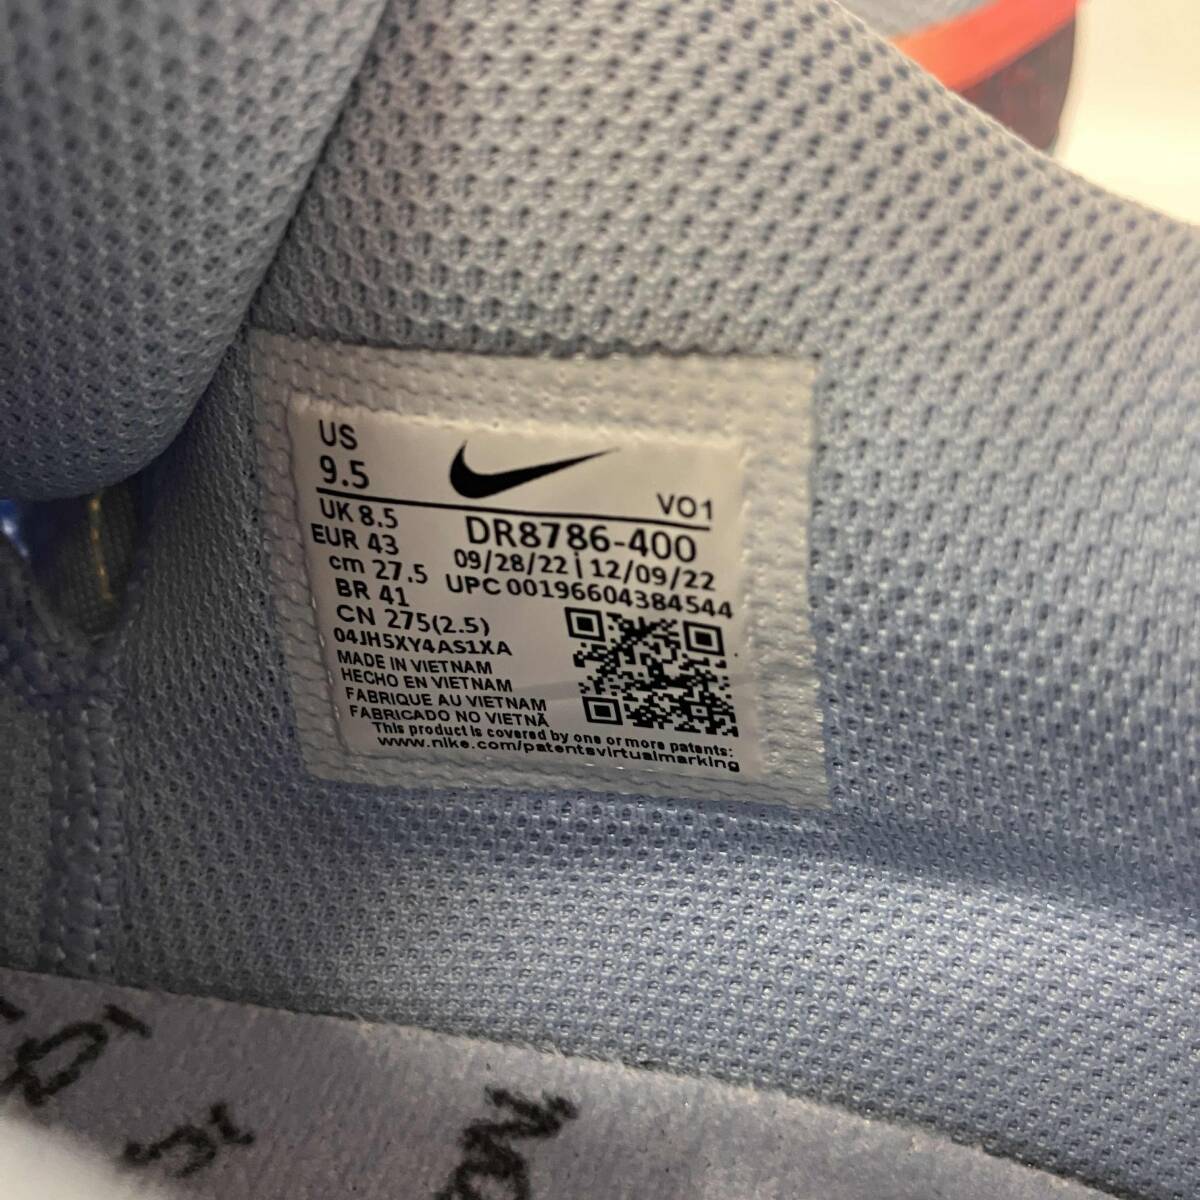 US
9.5
VO1
UK 8.5
DR8786-400
EUR 43
09/28/22 | 12/09/22
cm 27.5
UPC 00196604384544
BR 41
CN 275(2.5)
04JH5XY4AS1XA
MADE IN VIETNAM
HECHO EN VIETNAM
FABRIQUE AU VIETNAM
FABRICADO NO VIETNÃ
This product is covered by one or more patents:
www.nike.com/patentsvirtualmarking